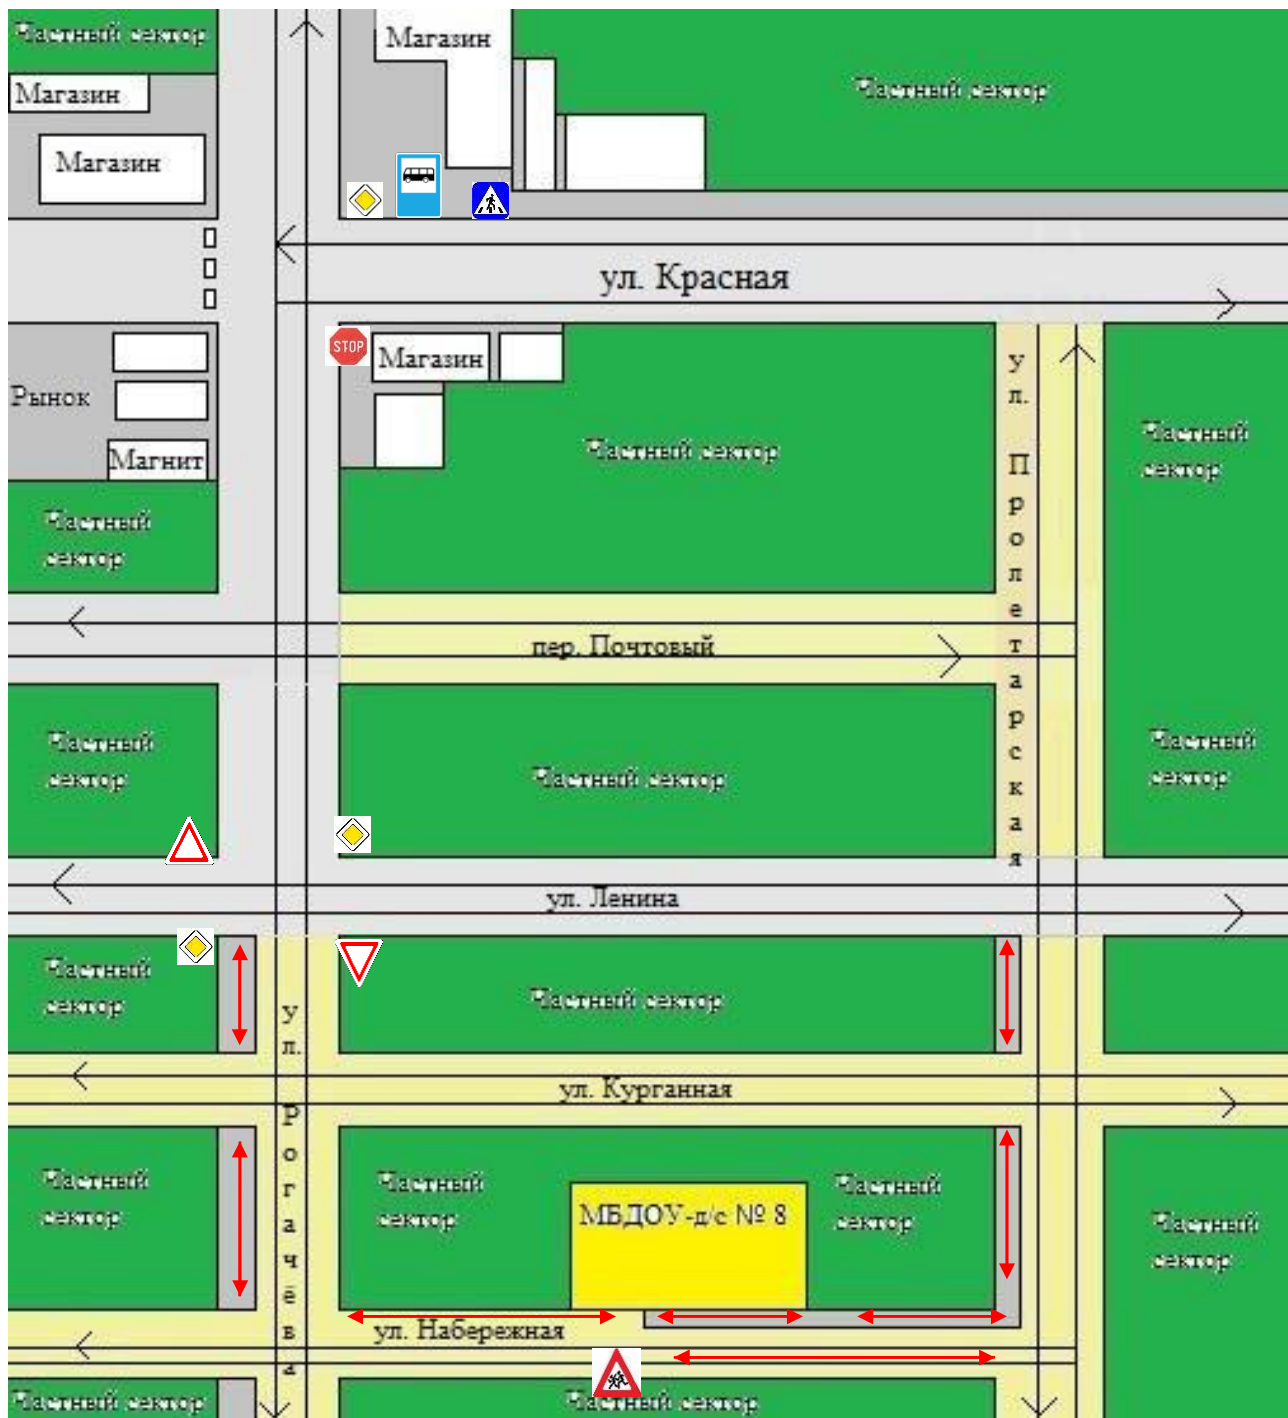 Частный сектор
Магазин
Магазин
Магазин
Частный сектор
ул. Красная
STOP
Магазин
Рынок
Магнит
Частный
сектор
Частный сектор
ул. Пролетарская
Частный
сектор
пер. Почтовый
Частный
сектор
Частный сектор
Частный
сектор
ул. Ленина
Частный
сектор
Частный сектор
ул. Рогачёва
ул. Курганная
Частный
сектор
Частный
сектор
МБДОУ-д/с № 8
Частный
сектор
Частный
сектор
ул. Набережная
Частный сектор
Частный сектор